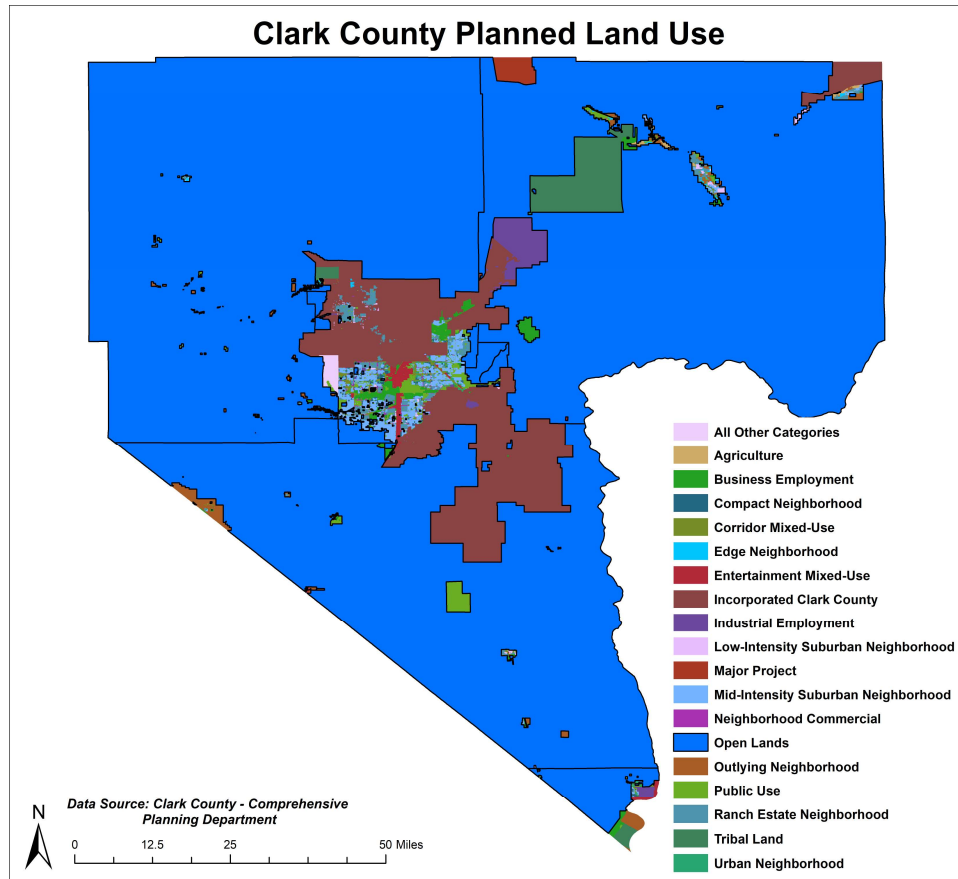 Clark County Planned Land Use
All Other Categories
Agriculture
Business Employment
Compact Neighborhood
Corridor Mixed-Use
Edge Neighborhood
Entertainment Mixed-Use
Incorporated Clark County
Industrial Employment
Low-Intensity Suburban Neighborhood
Major Project
Mid-Intensity Suburban Neighborhood
Neighborhood Commercial
Open Lands
Outlying Neighborhood
Public Use
Ranch Estate Neighborhood
Tribal Land
Urban Neighborhood
Data Source: Clark County - Comprehensive
Planning Department
N
0 12.5 25 50 Miles